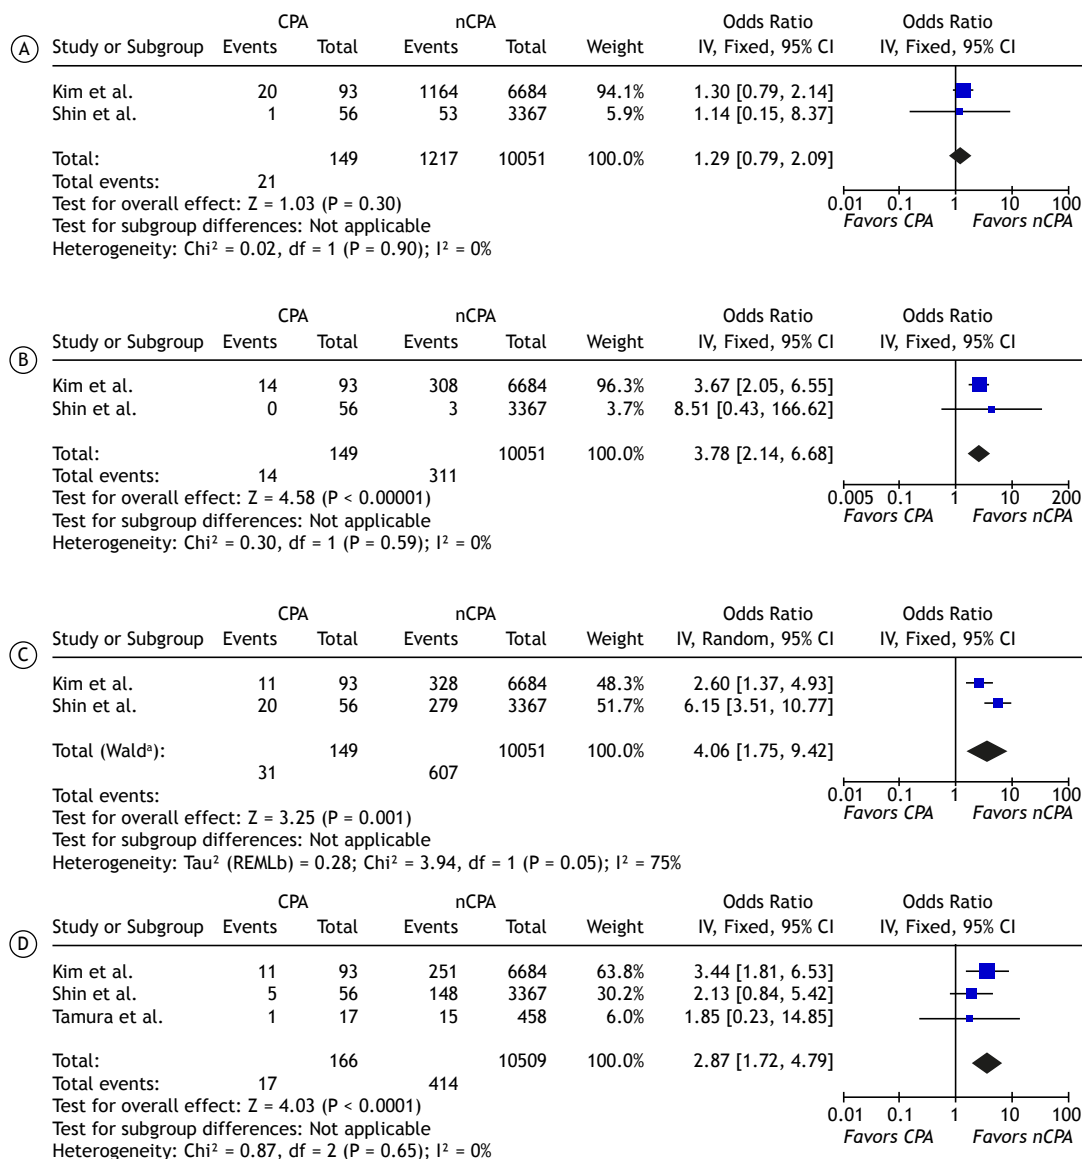 CPA nCPA Odds Ratio Odds Ratio
A Study or Subgroup Events Total Events Total Weight IV, Fixed, 95% CI IV, Fixed, 95% CI
Kim et al. 20 93 1164 6684 94.1% 1.30 [0.79, 2.14]
Shin et al. 1 56 53 3367 5.9% 1.14 [0.15, 8.37]
Total: 149 1217 10051 100.0% 1.29 [0.79, 2.09]
Total events: 21
Test for overall effect: Z = 1.03 (P = 0.30)
Test for subgroup differences: Not applicable
Heterogeneity: Chi² = 0.02, df = 1 (P = 0.90); I² = 0%
0.01 0.1 1 10 100
Favors CPA Favors nCPA
CPA nCPA Odds Ratio Odds Ratio
B Study or Subgroup Events Total Events Total Weight IV, Fixed, 95% CI IV, Fixed, 95% CI
Kim et al. 14 93 308 6684 96.3% 3.67 [2.05, 6.55]
Shin et al. 0 56 3 3367 3.7% 8.51 [0.43, 166.62]
Total: 149 10051 100.0% 3.78 [2.14, 6.68]
Total events: 14 311
Test for overall effect: Z = 4.58 (P < 0.00001)
Test for subgroup differences: Not applicable
Heterogeneity: Chi² = 0.30, df = 1 (P = 0.59); I² = 0%
0.005 0.1 1 10 200
Favors CPA Favors nCPA
CPA nCPA Odds Ratio Odds Ratio
C Study or Subgroup Events Total Events Total Weight IV, Random, 95% CI IV, Fixed, 95% CI
Kim et al. 11 93 328 6684 48.3% 2.60 [1.37, 4.93]
Shin et al. 20 56 279 3367 51.7% 6.15 [3.51, 10.77]
Total (Waldᵃ): 149 10051 100.0% 4.06 [1.75, 9.42]
31 607
Total events:
Test for overall effect: Z = 3.25 (P = 0.001)
Test for subgroup differences: Not applicable
Heterogeneity: Tau² (REMLb) = 0.28; Chi² = 3.94, df = 1 (P = 0.05); I² = 75%
0.01 0.1 1 10 100
Favors CPA Favors nCPA
CPA nCPA Odds Ratio Odds Ratio
D Study or Subgroup Events Total Events Total Weight IV, Fixed, 95% CI IV, Fixed, 95% CI
Kim et al. 11 93 251 6684 63.8% 3.44 [1.81, 6.53]
Shin et al. 5 56 148 3367 30.2% 2.13 [0.84, 5.42]
Tamura et al. 1 17 15 458 6.0% 1.85 [0.23, 14.85]
Total: 166 10509 100.0% 2.87 [1.72, 4.79]
Total events: 17 414
Test for overall effect: Z = 4.03 (P < 0.0001)
Test for subgroup differences: Not applicable
Heterogeneity: Chi² = 0.87, df = 2 (P = 0.65); I² = 0%
0.01 0.1 1 10 100
Favors CPA Favors nCPA